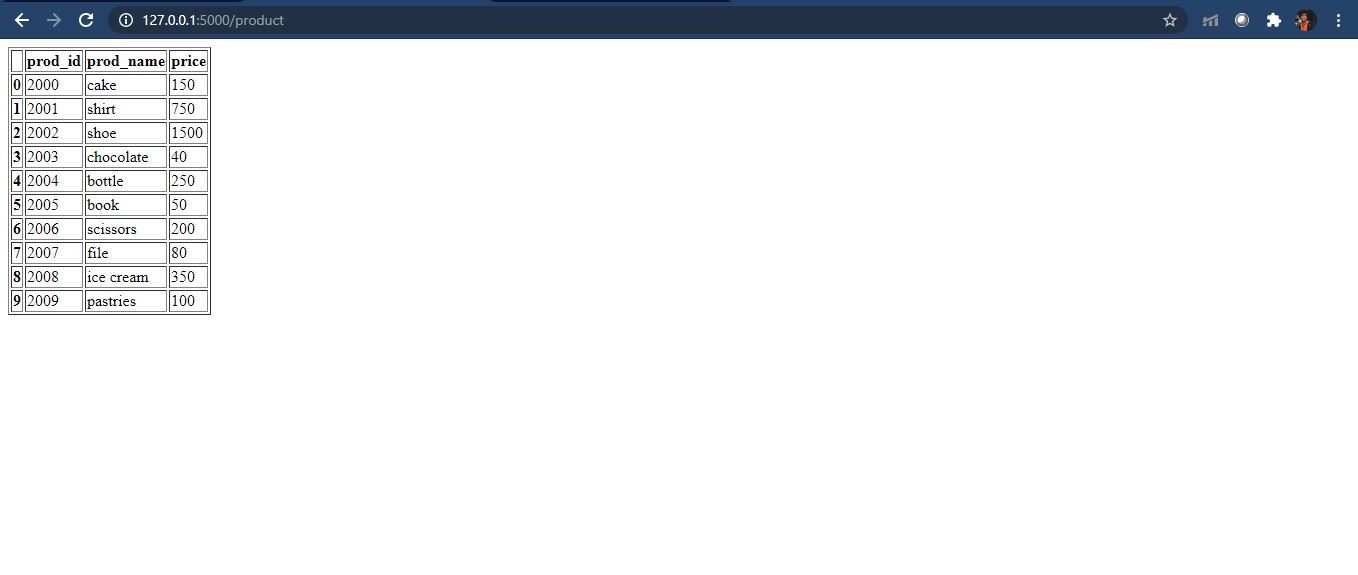 127.0.0.1:5000/product
prod_id prod_name price
0 2000 cake 150
1 2001 shirt 750
2 2002 shoe 1500
3 2003 chocolate 40
4 2004 bottle 250
5 2005 book 50
6 2006 scissors 200
7 2007 file 80
8 2008 ice cream 350
9 2009 pastries 100